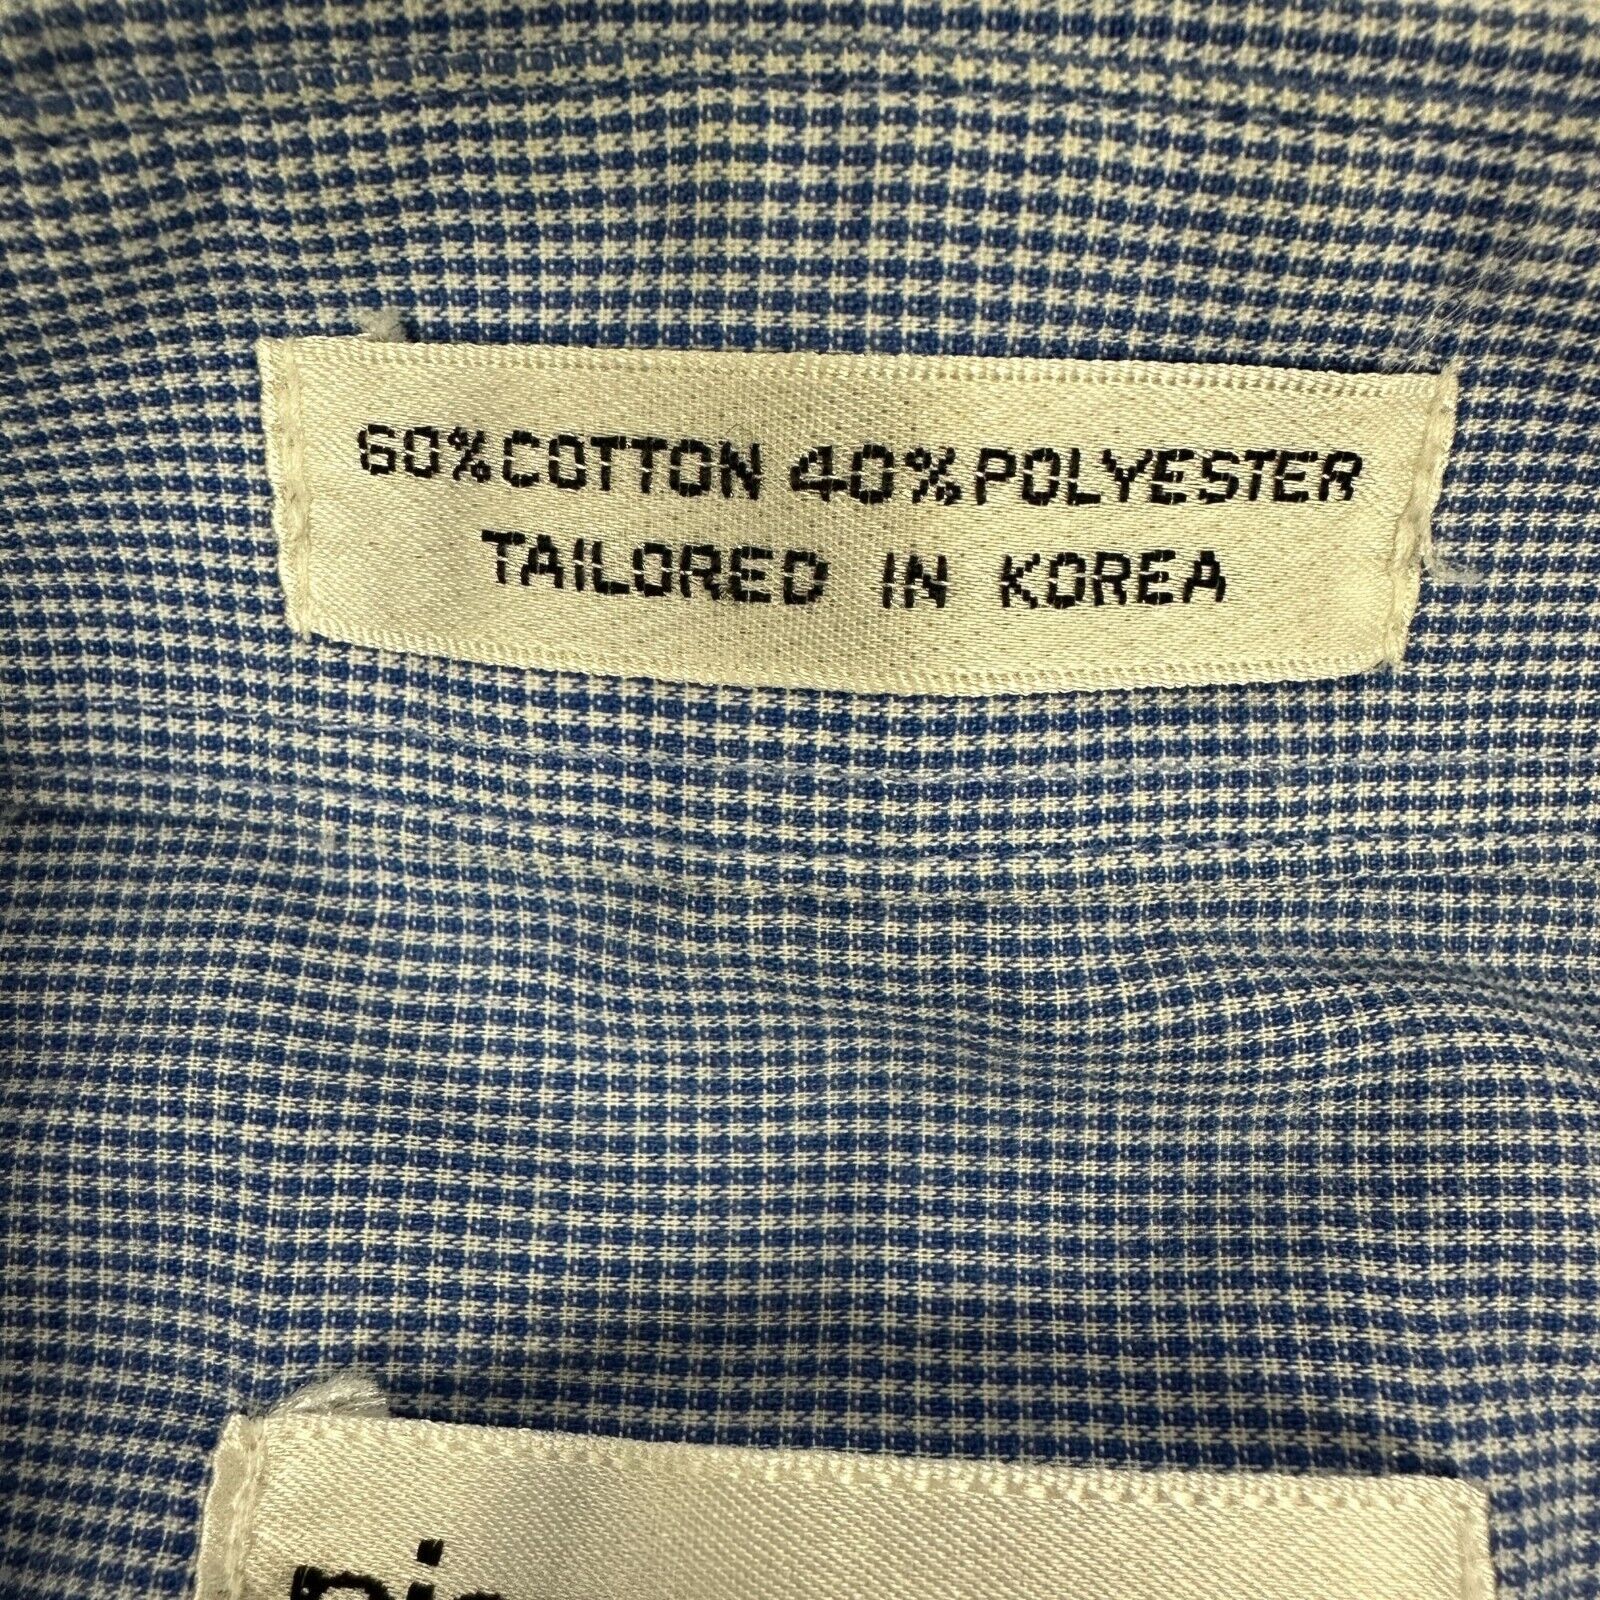 60% COTTON 40% POLYESTER
TAILORED IN KOREA